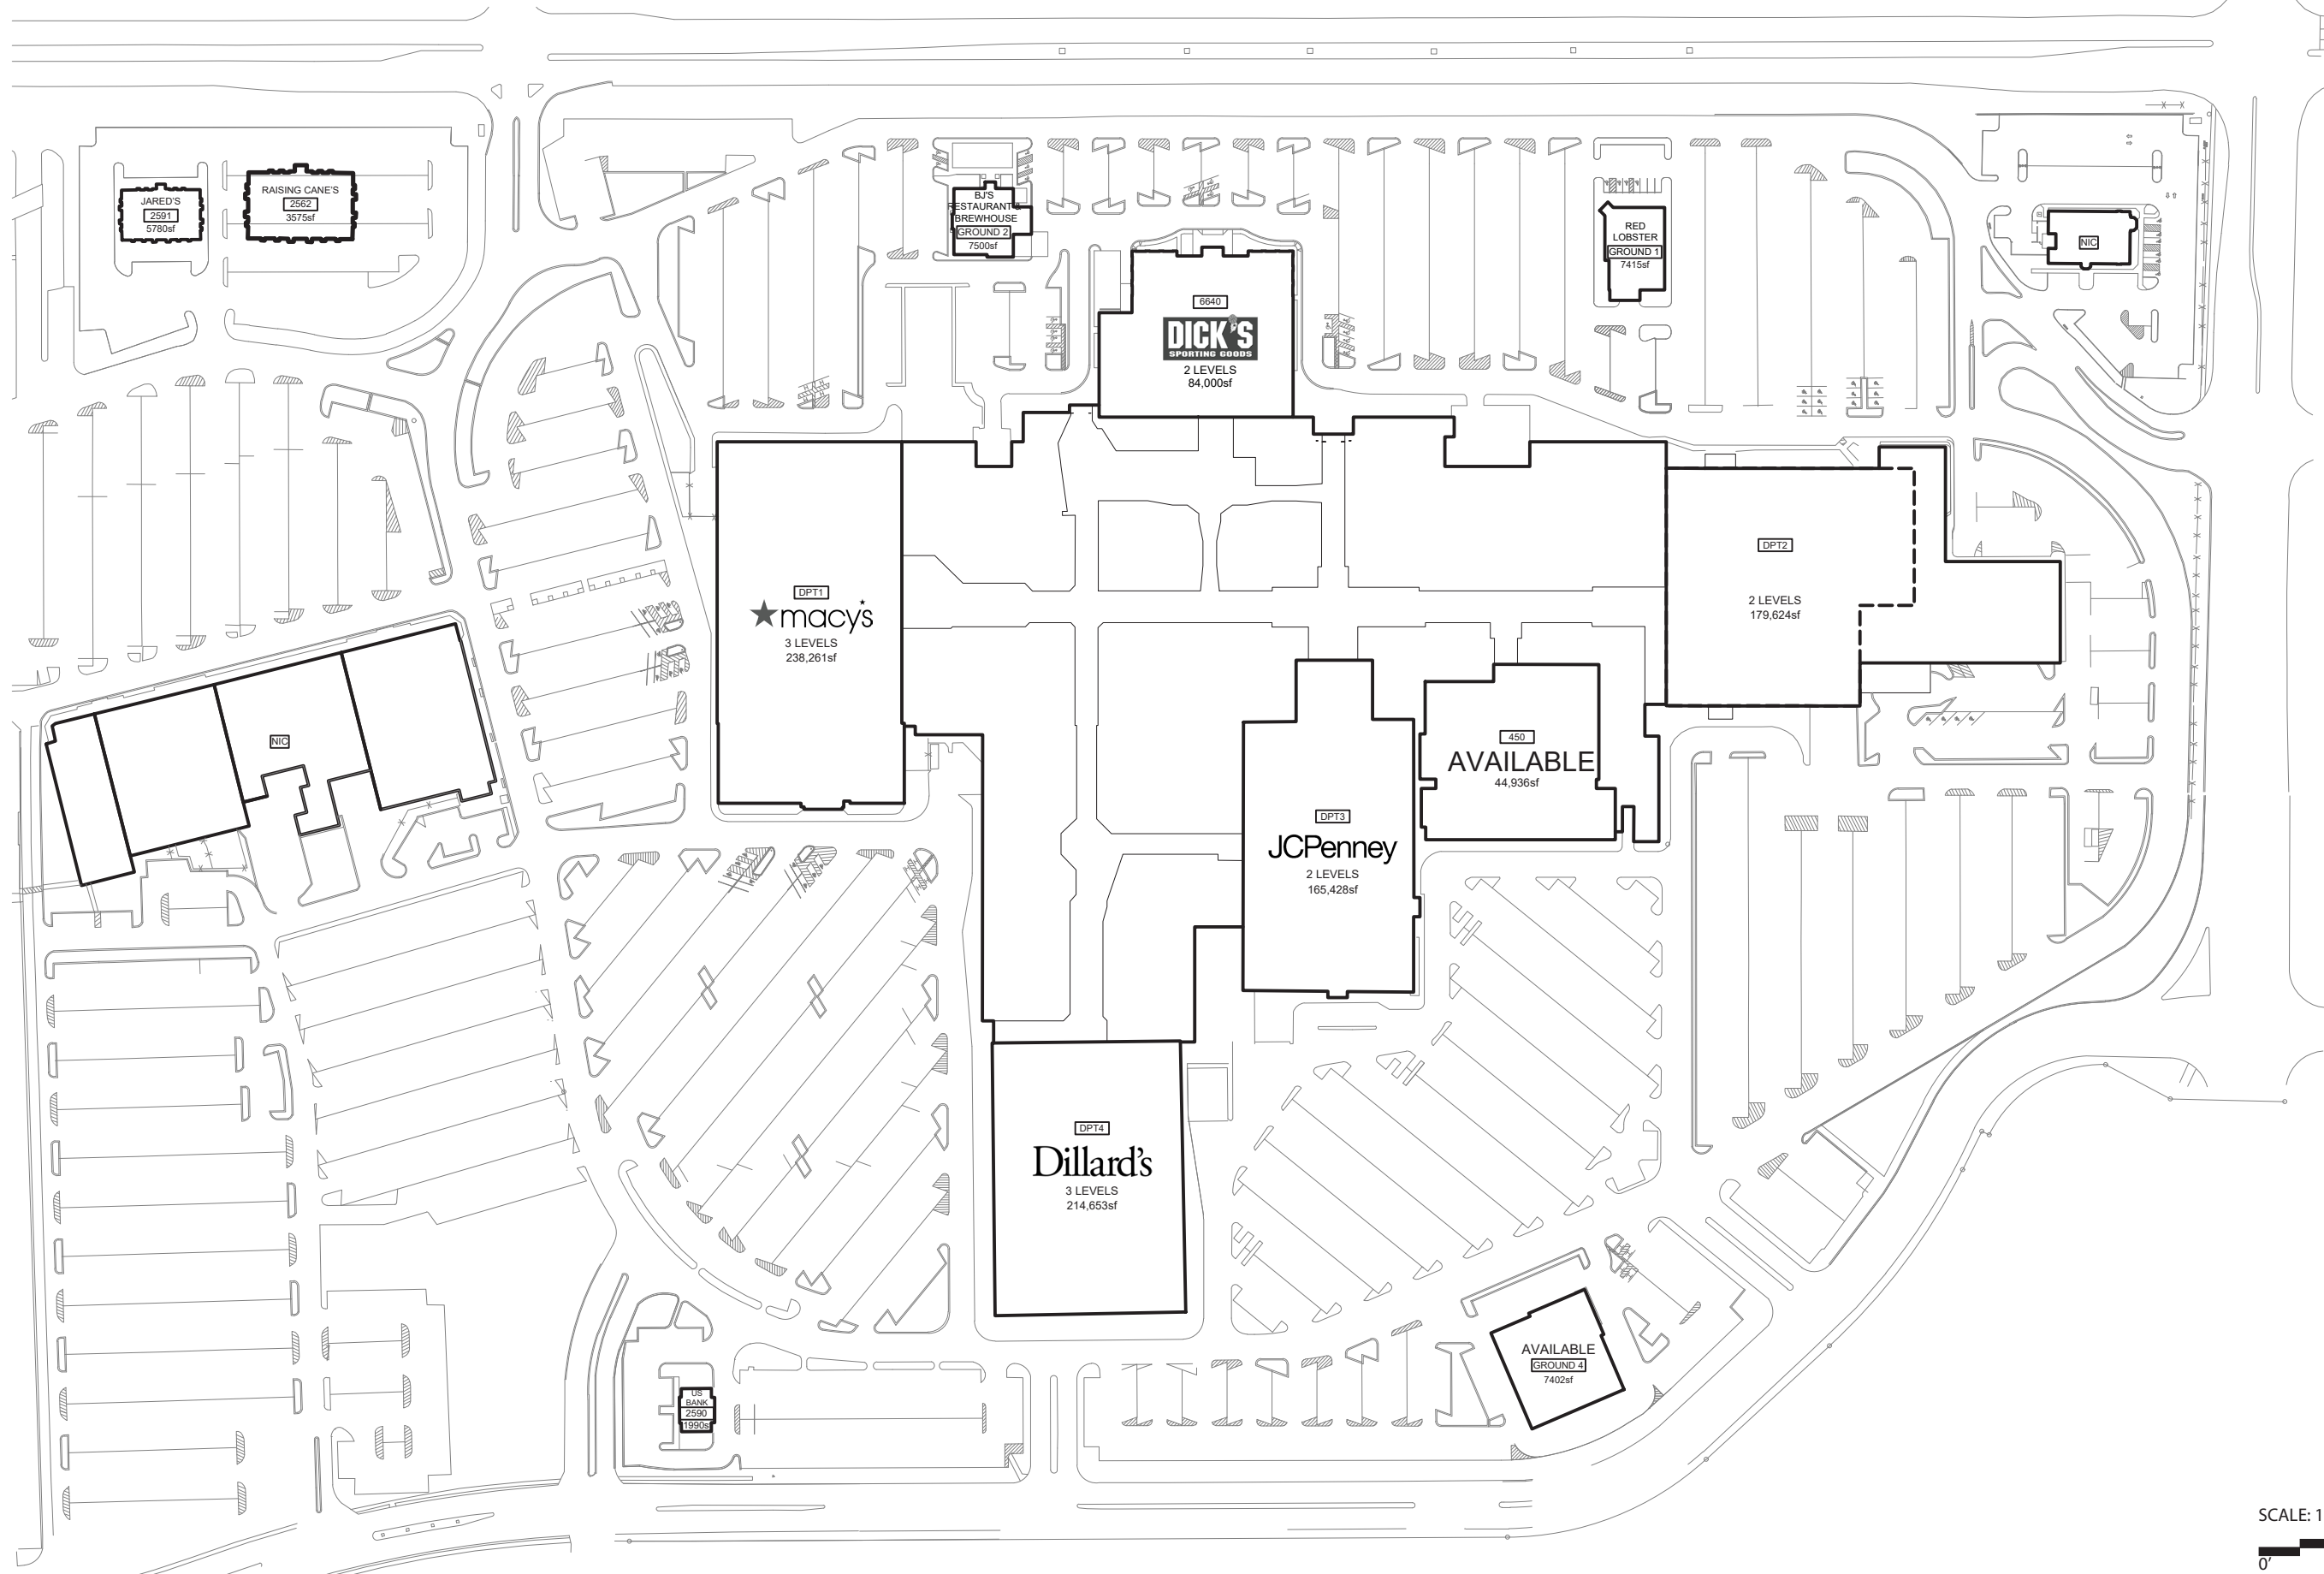 JARED'S
2591
5780sf
RAISING CANE'S
2562
3575sf
BJ'S
RESTAURANT &
BREWHOUSE
GROUND 2
7500sf
RED
LOBSTER
GROUND 1
7415sf
NIC
6640
DICK'S
SPORTING GOODS
2 LEVELS
84,000sf
DPT1
macy's
3 LEVELS
238,261sf
DPT2
2 LEVELS
179,624sf
NIC
450
AVAILABLE
44,936sf
DPT3
JCPenney
2 LEVELS
165,428sf
DPT4
Dillard's
3 LEVELS
214,653sf
AVAILABLE
GROUND 4
7402sf
US
BANK
2590
1990sf
SCALE: 1
0'